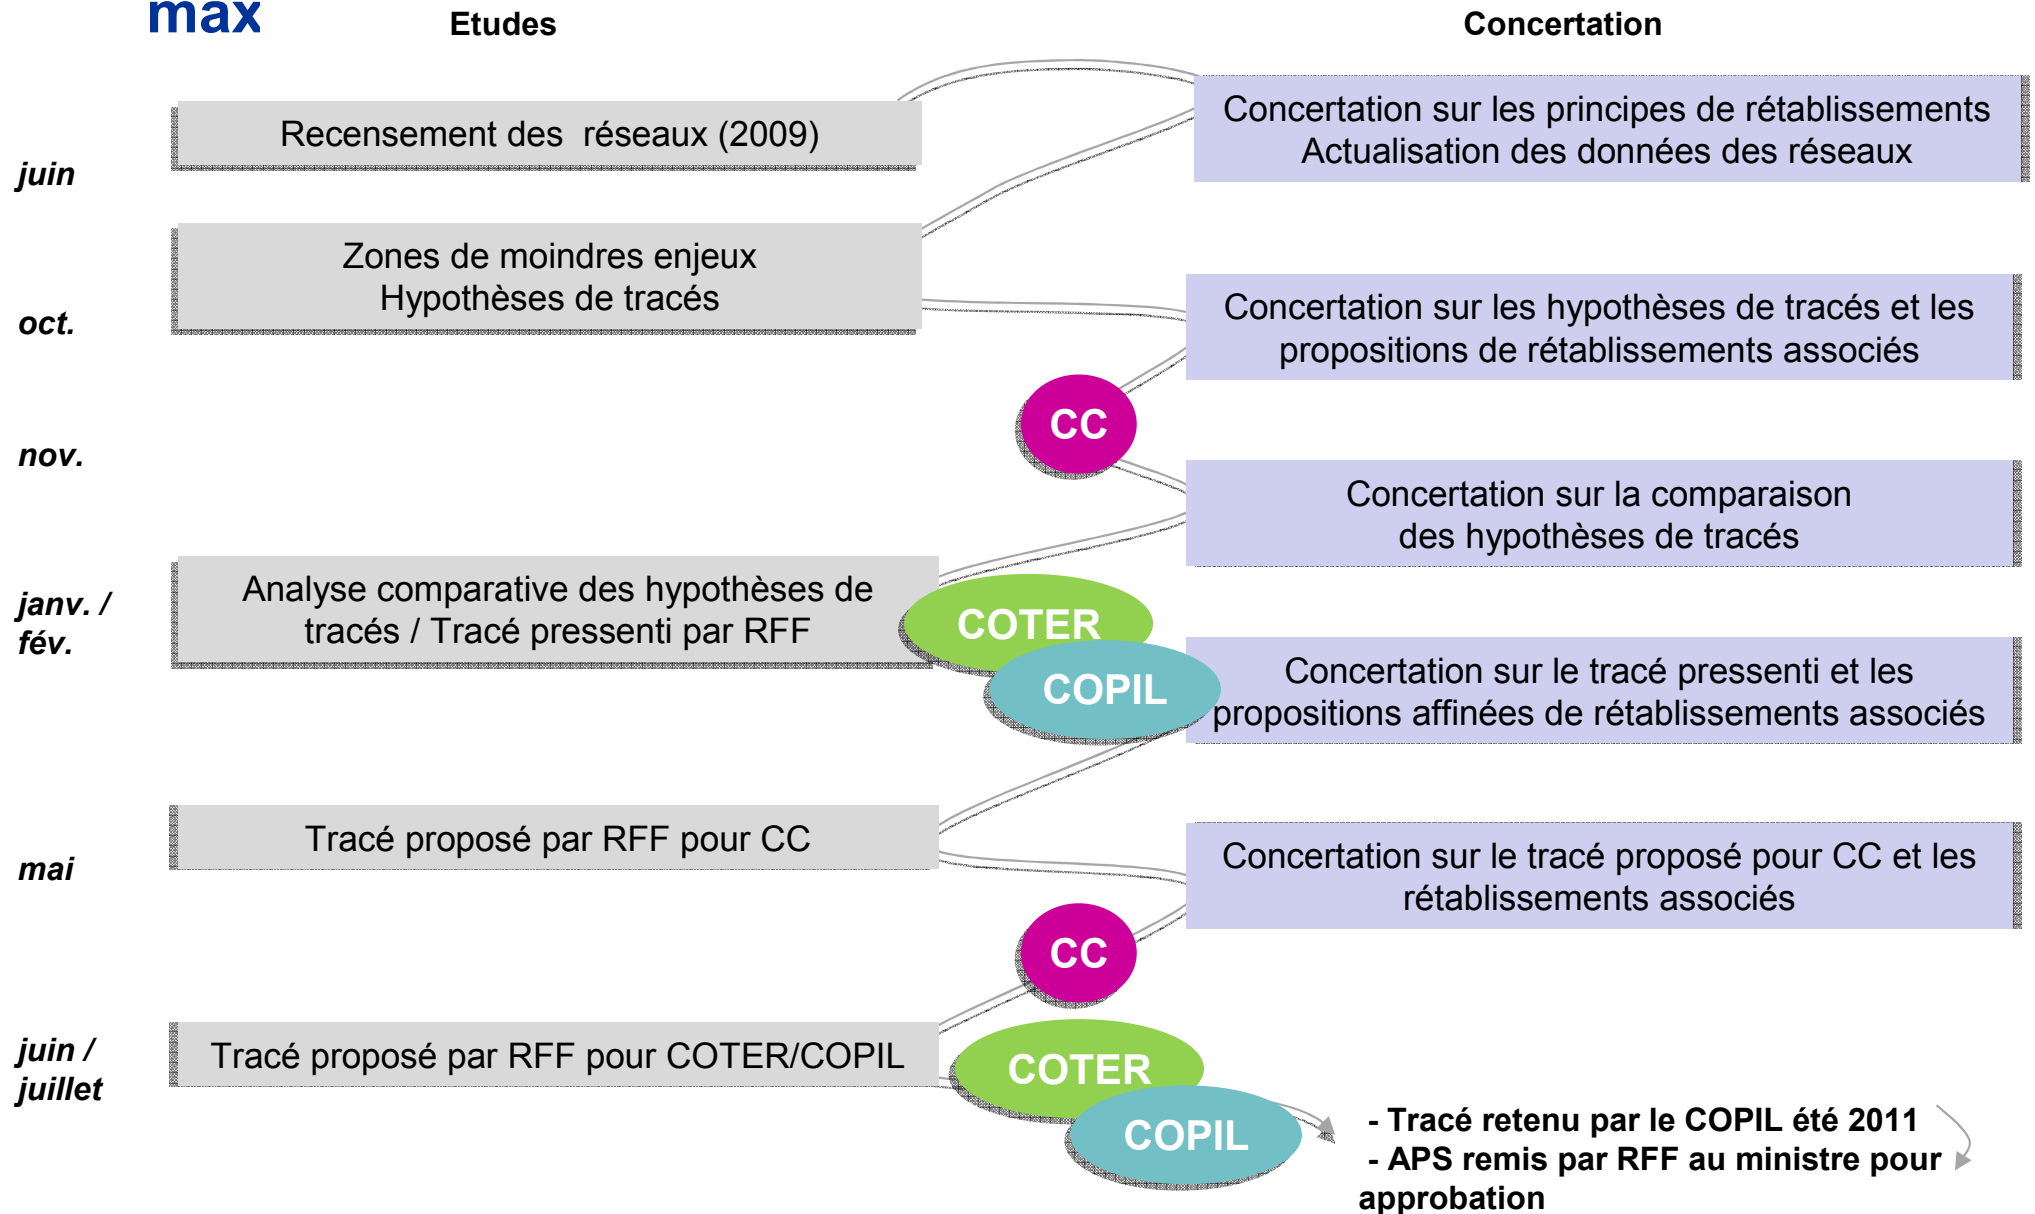 max
Etudes
Concertation
Recensement des réseaux (2009)
Concertation sur les principes de rétablissements
Actualisation des données des réseaux
juin
Zones de moindres enjeux
Hypothèses de tracés
oct.
Concertation sur les hypothèses de tracés et les
propositions de rétablissements associés
CC
nov.
Concertation sur la comparaison
des hypothèses de tracés
janv. /
fév.
Analyse comparative des hypothèses de
tracés / Tracé pressenti par RFF
COTER
COPIL
Concertation sur le tracé pressenti et les
propositions affinées de rétablissements associés
mai
Tracé proposé par RFF pour CC
Concertation sur le tracé proposé pour CC et les
rétablissements associés
CC
juin /
juillet
Tracé proposé par RFF pour COTER/COPIL
COTER
COPIL
- Tracé retenu par le COPIL été 2011
- APS remis par RFF au ministre pour
approbation